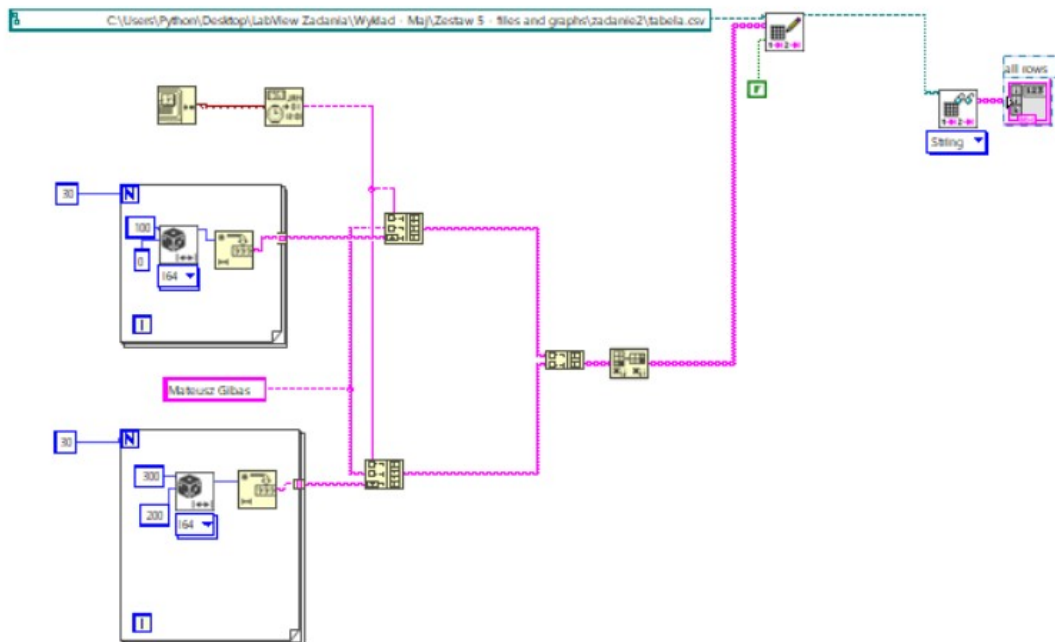 C:\Users\Python\Desktop\LabView Zadania\Wyklad - Maj\Zestaw 5 - files and graphs\zadanie2\tabela.csv
all rows
F
String
30
N
100
0
I64
i
Mateusz Gibas
30
N
300
200
I64
i